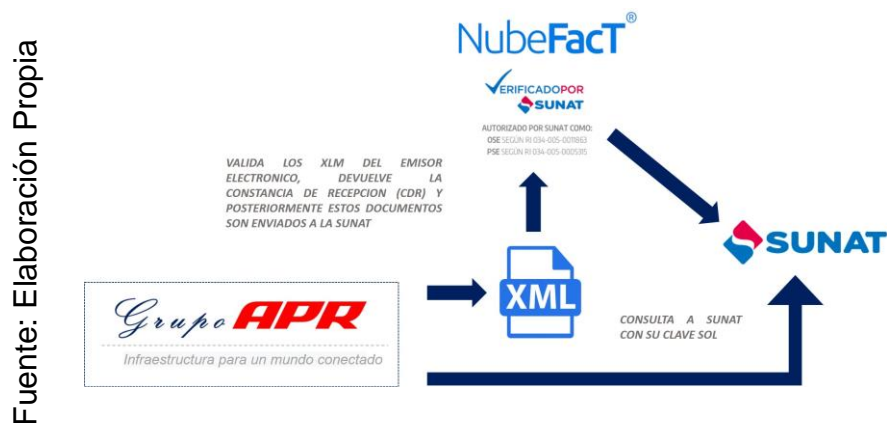 Fuente: Elaboración Propia
NubeFacT®
VERIFICADOPOR
SUNAT
AUTORIZADO POR SUNAT COMO:
OSE SEGÚN RI 034-005-0011863
PSE SEGÚN RI 034-005-0005315
VALIDA LOS XLM DEL EMISOR
ELECTRONICO, DEVUELVE LA
CONSTANCIA DE RECEPCION (CDR) Y
POSTERIORMENTE ESTOS DOCUMENTOS
SON ENVIADOS A LA SUNAT
SUNAT
XML
Grupo APR
Infraestructura para un mundo conectado
CONSULTA A SUNAT
CON SU CLAVE SOL